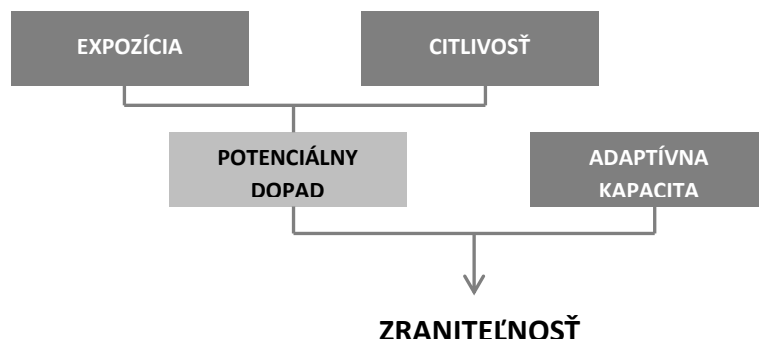 EXPOZÍCIA
CITLIVOSŤ
POTENCIÁLNY
DOPAD
ADAPTÍVNA
KAPACITA
ZRANITEĽNOSŤ